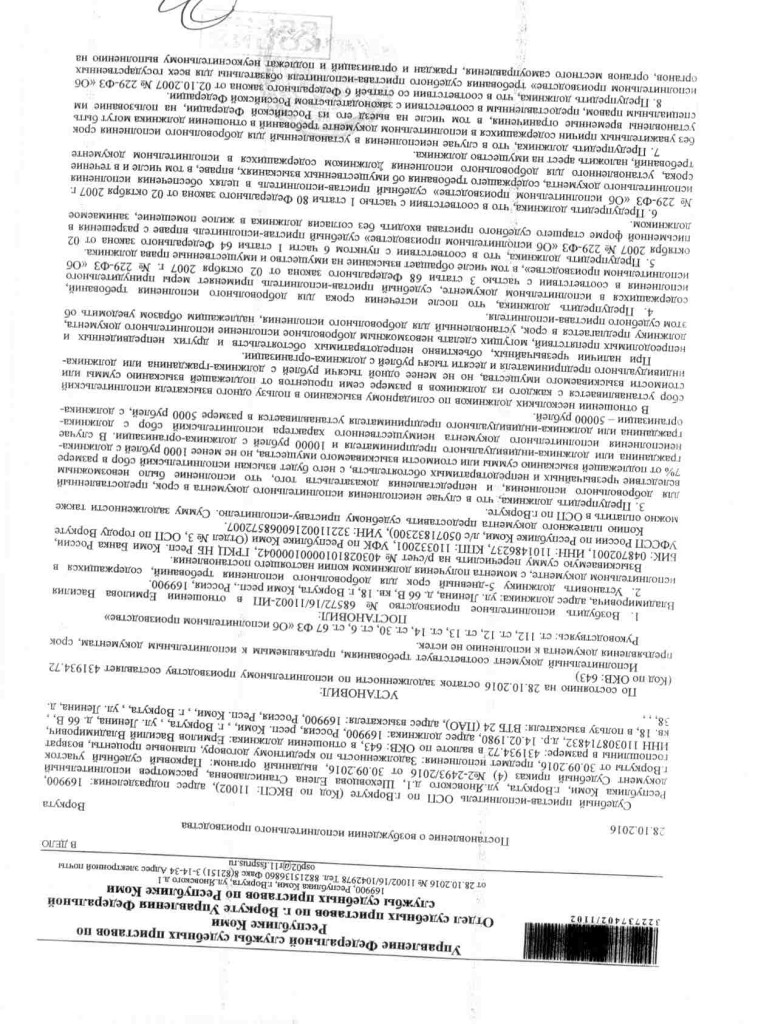 Управление Федеральной службы судебных приставов по
Республике Коми
Отдел судебных приставов по г. Воркуте Управления Федеральной
службы судебных приставов по Республике Коми
169900, Республика Коми, г.Воркута, ул. Яновского д.1
322737402/1102
от 28.10.2016 № 11002/16/1042978 Тел. 88215136860 Факс 8(82151) 3-14-34 Адрес электронной почты
osp02@r11.fssprus.ru
В ДЕЛО
Постановление о возбуждении исполнительного производства
28.10.2016
Воркута
Судебный пристав-исполнитель ОСП по г.Воркуте (Код по ВКСП: 11002), адрес подразделения: 169900,
Республика Коми, г.Воркута, ул.Яновского д.1, Шеховцова Елена Станиславовна, рассмотрев исполнительный
документ Судебный приказ (4) №2-2493/2016 от 30.09.2016, выданный органом: Парковый судебный участок
г.Воркуты от 30.09.2016, предмет исполнения: Задолженность по кредитному договору, плановые проценты, возврат
госпошлины в размере: 431934.72 в валюте по ОКВ: 643, в отношении должника: Ермилов Василий Владимирович,
ИНН 110308714832, д.р. 14.02.1980, адрес должника: 169900, Россия, респ. Коми, , г. Воркута, , ул. Ленина, д. 66 В, ,
кв. 18, в пользу взыскателя: ВТБ 24 (ПАО), адрес взыскателя: 169900, Россия, Респ. Коми, , г. Воркута, , ул. Ленина, д.
38, , ,
УСТАНОВИЛ:
По состоянию на 28.10.2016 остаток задолженности по исполнительному производству составляет 431934.72
(Код по ОКВ: 643)
Исполнительный документ соответствует требованиям, предъявляемым к исполнительным документам, срок
предъявления документа к исполнению не истек.
Руководствуясь: ст. 112, ст. 12, ст. 13, ст. 14, ст. 30, ст. 6, ст. 67 ФЗ «Об исполнительном производстве»
ПОСТАНОВИЛ:
1. Возбудить исполнительное производство № 68572/16/11002-ИП в отношении Ермилова Василия
Владимировича, адрес должника: ул. Ленина, д. 66 В, кв. 18, г. Воркута, Коми респ., Россия, 169900.
2. Установить должнику 5-дневный срок для добровольного исполнения требований, содержащихся в
исполнительном документе, с момента получения должником копии настоящего постановления.
Взыскиваемую сумму перечислить на р/счет № 40302810100001000042, ГРКЦ НБ Респ. Коми Банка России,
БИК: 048702001, ИНН: 1101486237, КПП: 110332001, УФК по Республике Коми (Отдел № 3, ОСП по городу Воркуте
УФССП России по Республике Коми, л/с 05071832300), УИН: 32211002160068572007.
Копию платежного документа предоставить судебному приставу-исполнителю. Сумму задолженности также
можно оплатить в ОСП по г.Воркуте.
3. Предупредить должника, что в случае неисполнения исполнительного документа в срок, предоставленный
для добровольного исполнения, и непредставления доказательств того, что исполнение было невозможным
вследствие чрезвычайных и непредотвратимых обстоятельств, с него будет взыскан исполнительский сбор в размере
7% от подлежащей взысканию суммы или стоимости взыскиваемого имущества, но не менее 1000 рублей с должника-
гражданина или должника-индивидуального предпринимателя и 10000 рублей с должника-организации. В случае
неисполнения исполнительного документа неимущественного характера исполнительский сбор с должника-
гражданина или должника-индивидуального предпринимателя устанавливается в размере 5000 рублей, с должника-
организации – 50000 рублей.
В отношении нескольких должников по солидарному взысканию в пользу одного взыскателя исполнительский
сбор устанавливается с каждого из должников в размере семи процентов от подлежащей взысканию суммы или
стоимости взыскиваемого имущества, но не менее одной тысячи рублей с должника-гражданина или должника-
индивидуального предпринимателя и десяти тысяч рублей с должника-организации.
При наличии чрезвычайных, объективно непредотвратимых обстоятельств и других непредвиденных и
непреодолимых препятствий, могущих сделать невозможным добровольное исполнение исполнительного документа,
должнику предлагается в срок, установленный для добровольного исполнения, надлежащим образом уведомить об
этом судебного пристава-исполнителя.
4. Предупредить должника, что после истечения срока для добровольного исполнения требований,
содержащихся в исполнительном документе, судебный пристав-исполнитель применяет меры принудительного
исполнения в соответствии с частью 3 статьи 68 Федерального закона от 02 октября 2007 г. № 229-ФЗ «Об
исполнительном производстве», в том числе обращает взыскание на имущество и имущественные права должника.
5. Предупредить должника, что в соответствии с пунктом 6 части 1 статьи 64 Федерального закона от 02
октября 2007 № 229-ФЗ «Об исполнительном производстве» судебный пристав-исполнитель вправе с разрешения в
письменной форме старшего судебного пристава входить без согласия должника в жилое помещение, занимаемое
должником.
6. Предупредить должника, что в соответствии с частью 1 статьи 80 Федерального закона от 02 октября 2007 г.
№ 229-ФЗ «Об исполнительном производстве» судебный пристав-исполнитель в целях обеспечения исполнения
исполнительного документа, содержащего требования об имущественных взысканиях, вправе, в том числе и в течение
срока, установленного для добровольного исполнения должником содержащихся в исполнительном документе
требований, наложить арест на имущество должника.
7. Предупредить должника, что в случае неисполнения в установленный для добровольного исполнения срок
без уважительных причин содержащихся в исполнительном документе требований в отношении должника могут быть
установлены временные ограничения, в том числе на выезд его из Российской Федерации, на пользование им
специальным правом, предоставленным в соответствии с законодательством Российской Федерации.
8. Предупредить должника, что в соответствии со статьей 6 Федерального закона от 02.10.2007 № 229-ФЗ «Об
исполнительном производстве» требования судебного пристава-исполнителя обязательны для всех государственных
органов, органов местного самоуправления, граждан и организаций и подлежат неукоснительному выполнению на